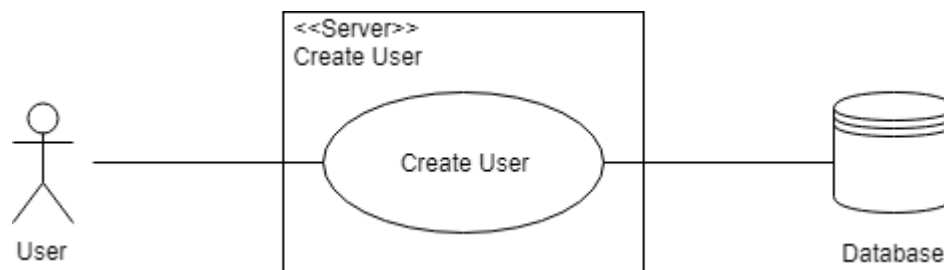 <<Server>>
Create User
Create User
User
Database